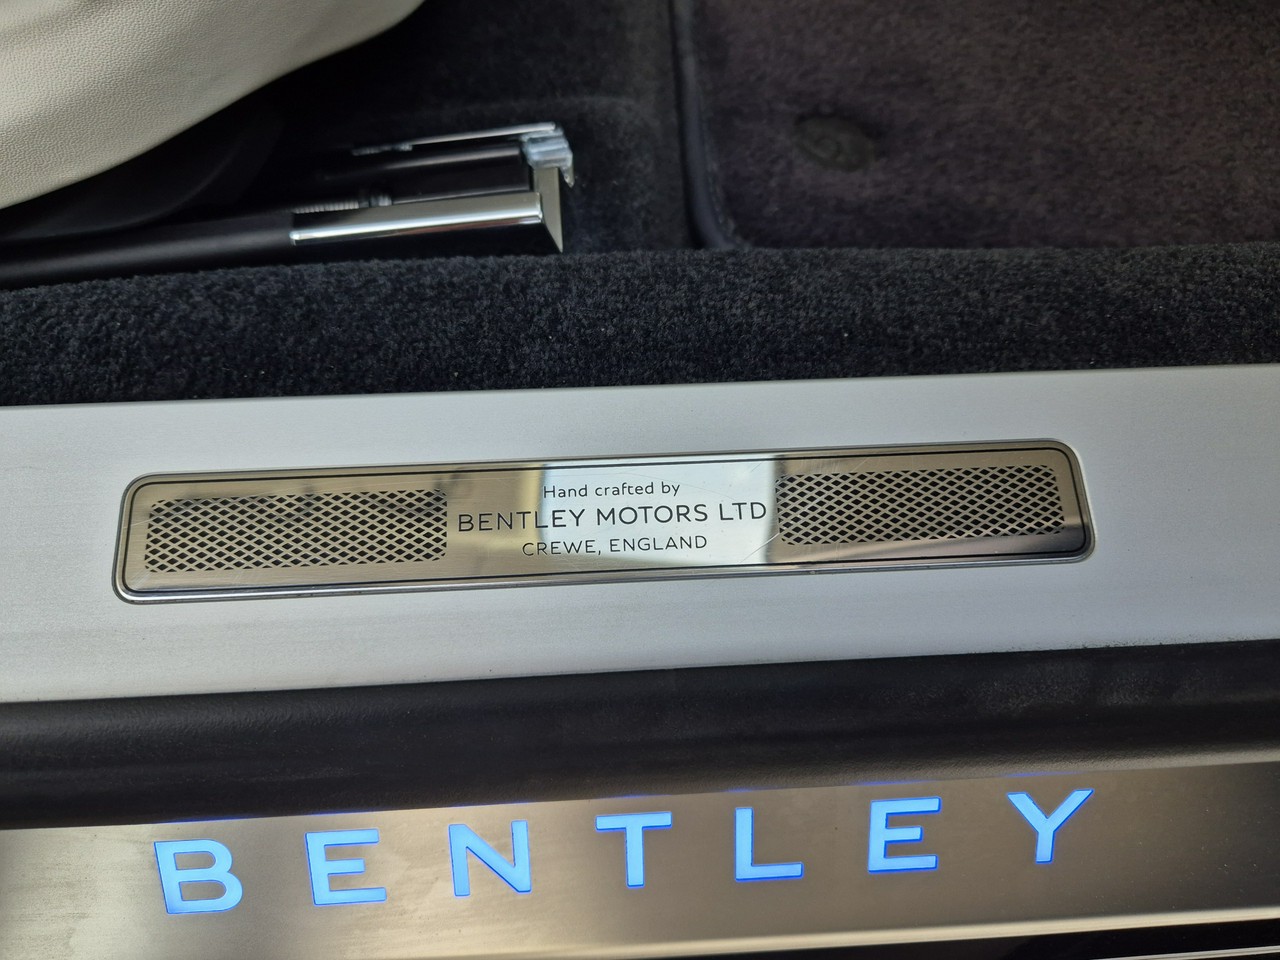 Hand crafted by
BENTLEY MOTORS LTD
CREWE, ENGLAND
BENTLEY